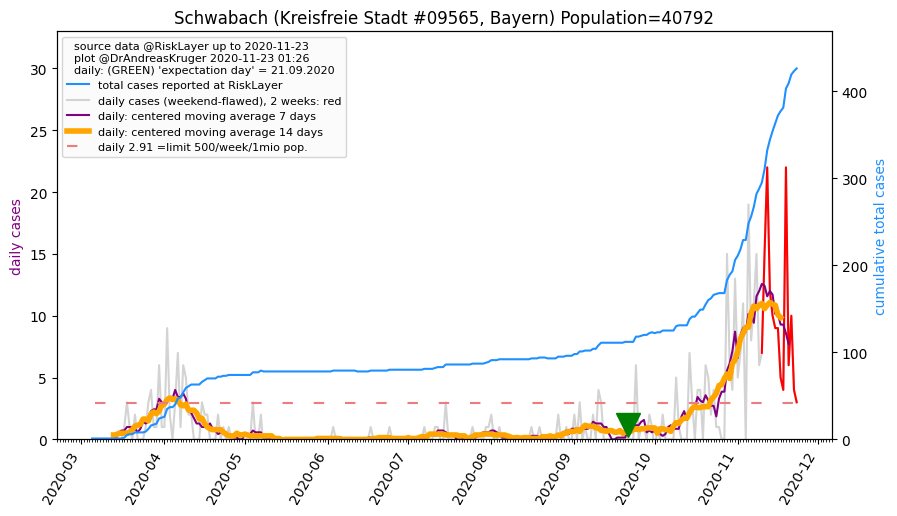 Schwabach (Kreisfreie Stadt #09565, Bayern) Population=40792
source data @RiskLayer up to 2020-11-23
plot @DrAndreasKruger 2020-11-23 01:26
daily: (GREEN) 'expectation day' = 21.09.2020
total cases reported at RiskLayer
daily cases (weekend-flawed), 2 weeks: red
daily: centered moving average 7 days
daily: centered moving average 14 days
daily 2.91 =limit 500/week/1mio pop.
daily cases
30
25
20
15
10
5
0
cumulative total cases
400
300
200
100
0
2020-03
2020-04
2020-05
2020-06
2020-07
2020-08
2020-09
2020-10
2020-11
2020-12